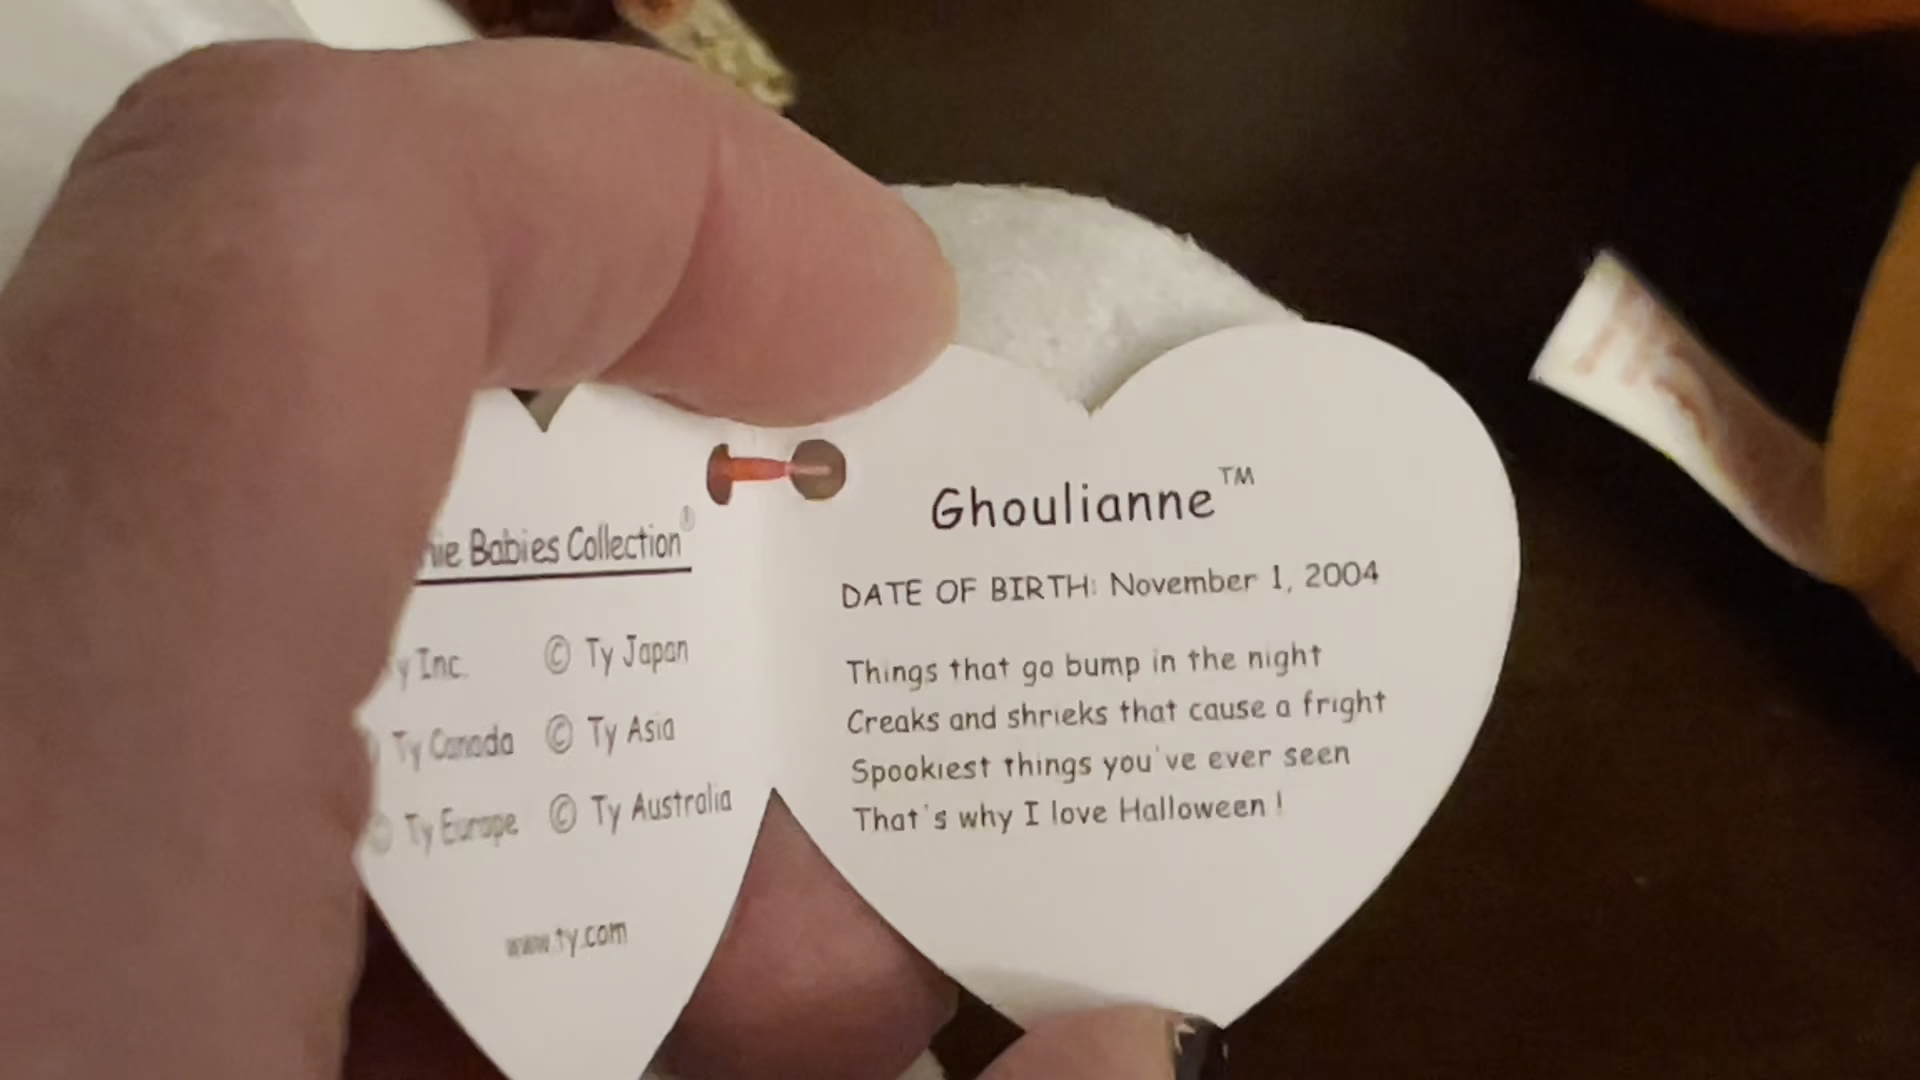 Babies Collection®
y Inc.
© Ty Japan
Ty Canada
© Ty Asia
© Ty Europe
© Ty Australia
www.ty.com
Ghoulianne™
DATE OF BIRTH: November 1, 2004
Things that go bump in the night
Creaks and shrieks that cause a fright
Spookiest things you've ever seen
That's why I love Halloween !